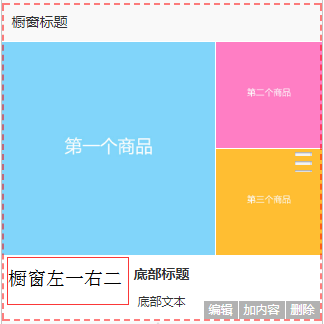 橱窗标题
第一个商品
第二个商品
第三个商品
橱窗左一右二
底部标题
底部文本
编辑 加内容 删除